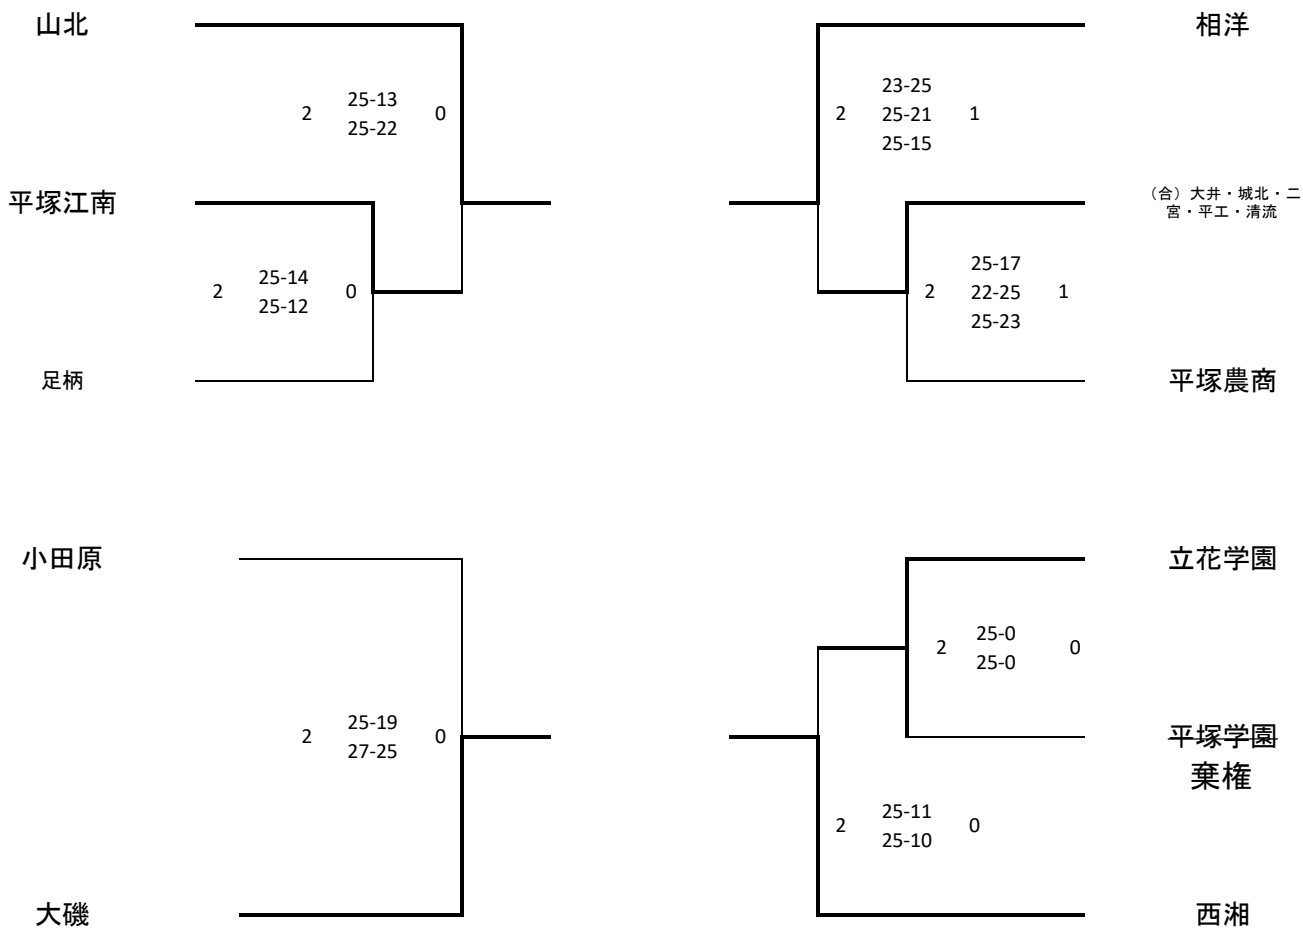 山北
2 25-13 0
25-22
平塚江南
2 25-14 0
25-12
足柄
相洋
23-25
2 25-21 1
25-15
（合）大井・城北・二
宮・平工・清流
25-17
2 22-25 1
25-23
平塚農商
小田原
2 25-19 0
27-25
大磯
立花学園
2 25-0 0
25-0
平塚学園
棄権
2 25-11 0
25-10
西湘